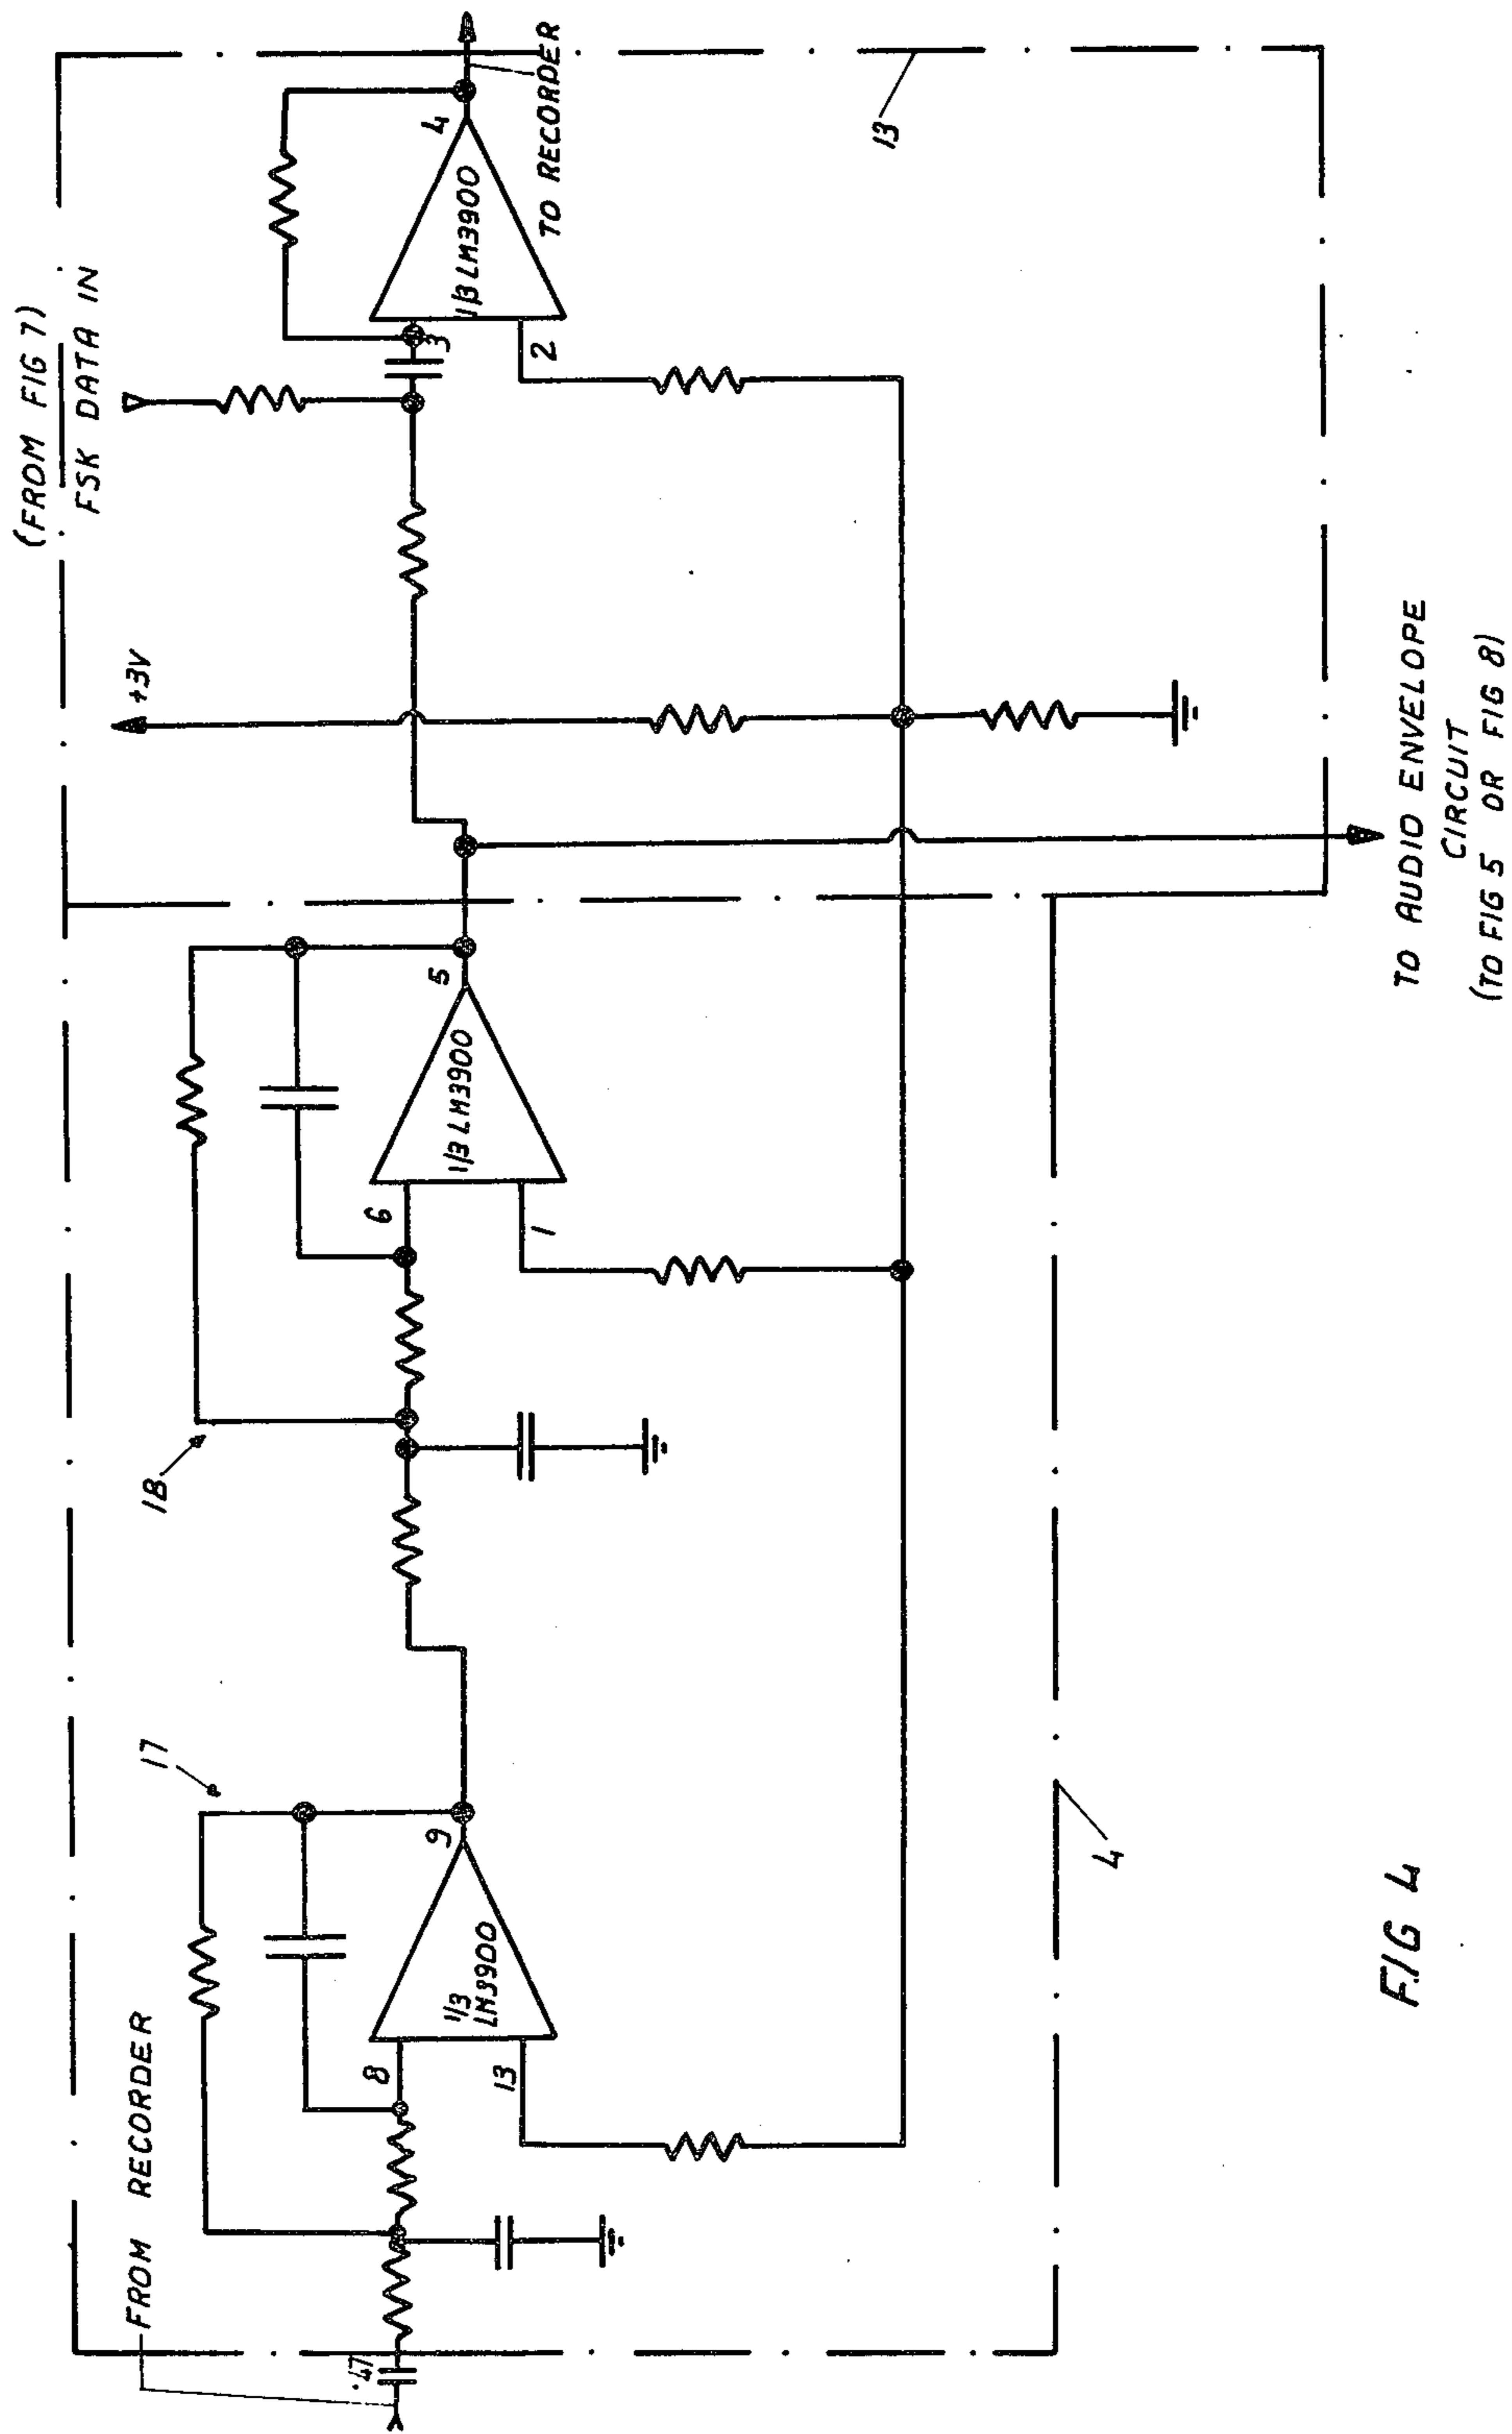 FROM RECORDER
.47
17
8
13
1/3
LM3900
9
18
6
1
1/3 LM3900
5
+3V
(FROM FIG 7)
FSK DATA IN
3
2
1/3 LM3900
4
TO RECORDER
13
4
TO AUDIO ENVELOPE
CIRCUIT
(TO FIG 5 OR FIG 8)
FIG 4